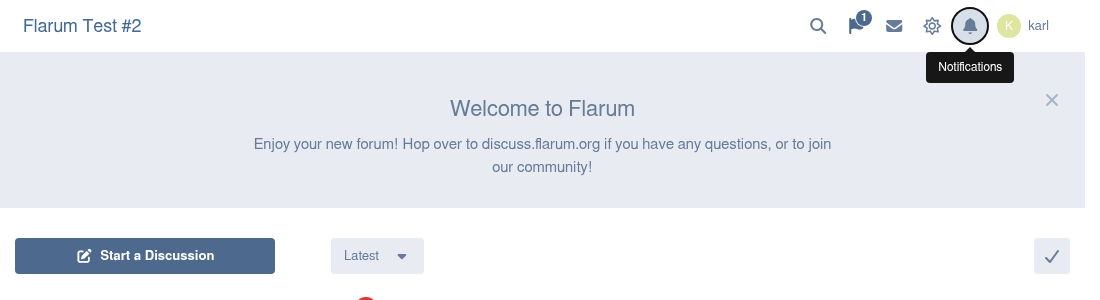 Flarum Test #2
1
K
karl
Notifications
Welcome to Flarum
Enjoy your new forum! Hop over to discuss.flarum.org if you have any questions, or to join
our community!
Start a Discussion
Latest